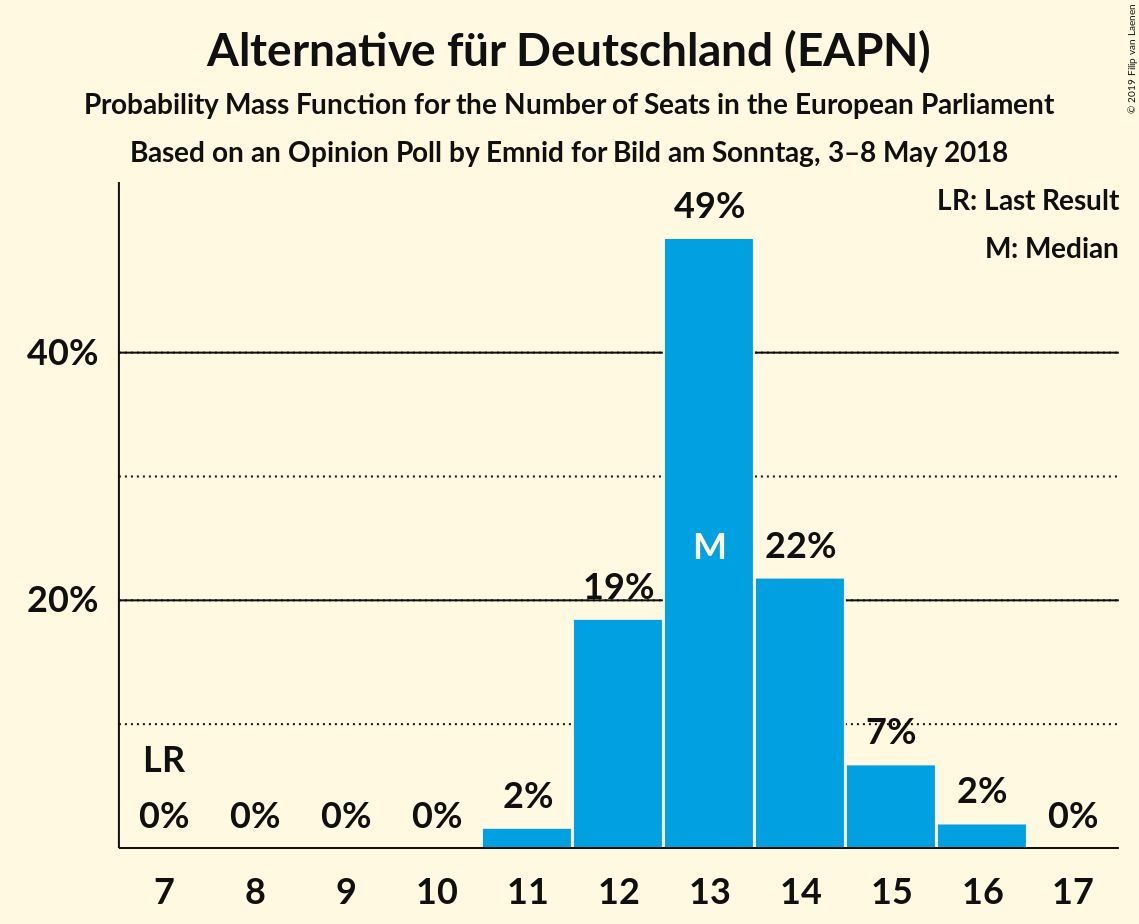 Alternative für Deutschland (EAPN)
Probability Mass Function for the Number of Seats in the European Parliament
Based on an Opinion Poll by Emnid for Bild am Sonntag, 3–8 May 2018
© 2019 Filip van Laenen
LR: Last Result
M: Median
40%
20%
LR
0%
0%
0%
0%
2%
19%
49%
M
22%
7%
2%
0%
7 8 9 10 11 12 13 14 15 16 17